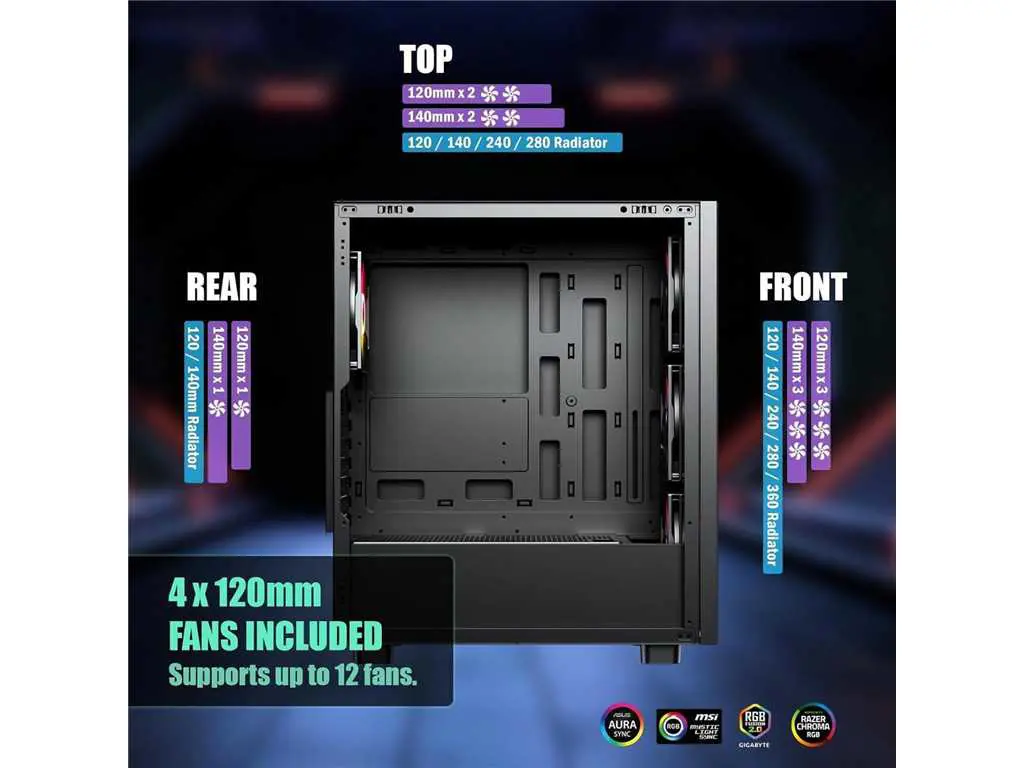 TOP
120mm x 2
140mm x 2
120 / 140 / 240 / 280 Radiator
REAR
120 / 140mm Radiator
140mm x 1
120mm x 1
FRONT
120 / 140 / 240 / 280 / 360 Radiator
140mm x 3
120mm x 3
4 x 120mm
FANS INCLUDED
Supports up to 12 fans.
ASUS
AURA
SYNC
RGB
msi
MYSTIC
LIGHT
SYNC
RGB
FUSION
2.0
GIGABYTE
RAZER
CHROMA
RGB